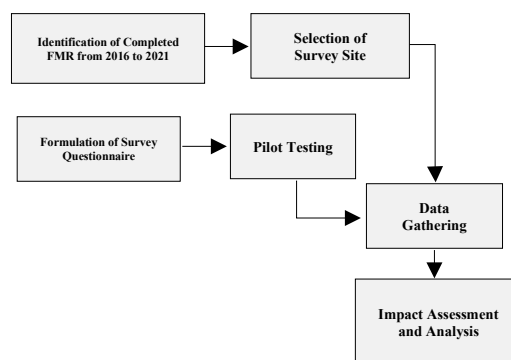 Identification of Completed
FMR from 2016 to 2021
Selection of
Survey Site
Formulation of Survey
Questionnaire
Pilot Testing
Data
Gathering
Impact Assessment
and Analysis